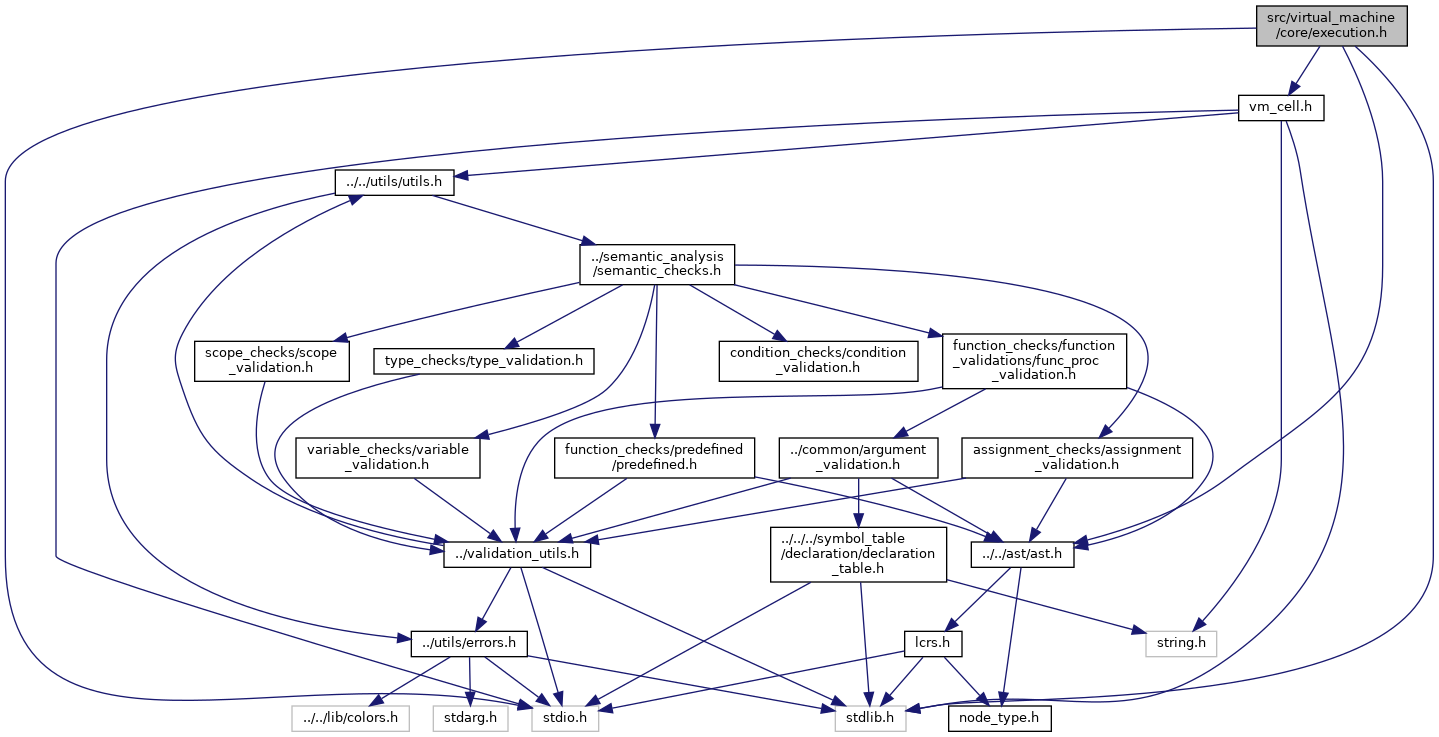 src/virtual_machine
/core/execution.h
vm_cell.h
../../utils/utils.h
../semantic_analysis
/semantic_checks.h
scope_checks/scope
_validation.h
type_checks/type_validation.h
condition_checks/condition
_validation.h
function_checks/function
_validations/func_proc
_validation.h
variable_checks/variable
_validation.h
function_checks/predefined
/predefined.h
../common/argument
_validation.h
assignment_checks/assignment
_validation.h
../validation_utils.h
../../../symbol_table
/declaration/declaration
_table.h
../../ast/ast.h
../utils/errors.h
lcrs.h
string.h
../../lib/colors.h
stdarg.h
stdio.h
stdlib.h
node_type.h